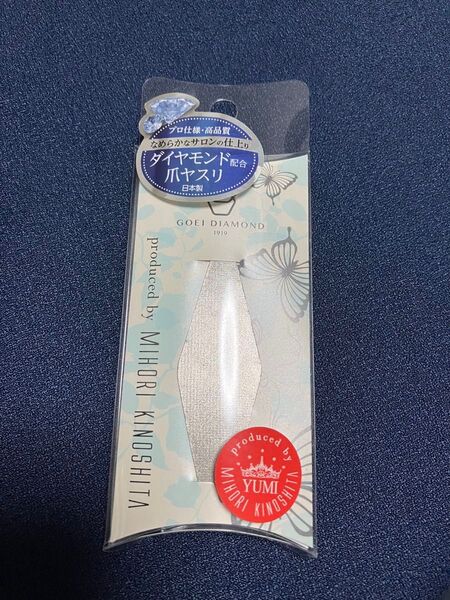 プロ仕様・高品質
なめらかなサロンの仕上り
ダイヤモンド配合
爪ヤスリ
日本製
GOEI DIAMOND
1919
produced by MIHORI KINOSHITA
produced by
YUMI
MIHORI KINOSHITA